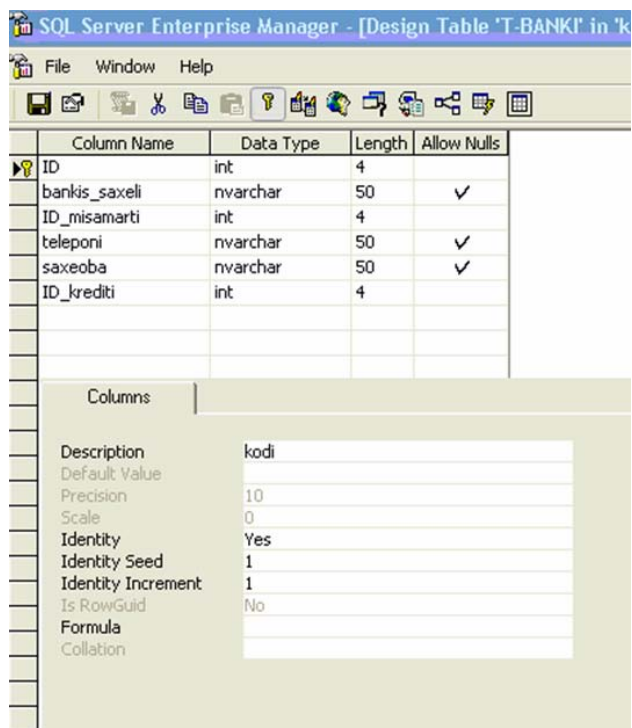 SQL Server Enterprise Manager - [Design Table 'T-BANKI' in 'k
File Window Help
Column Name Data Type Length Allow Nulls
ID int 4
bankis_saxeli nvarchar 50
ID_misamarti int 4
teleponi nvarchar 50
saxeoba nvarchar 50
ID_krediti int 4
Columns
Description kodi
Default Value
Precision 10
Scale 0
Identity Yes
Identity Seed 1
Identity Increment 1
Is RowGuid No
Formula
Collation